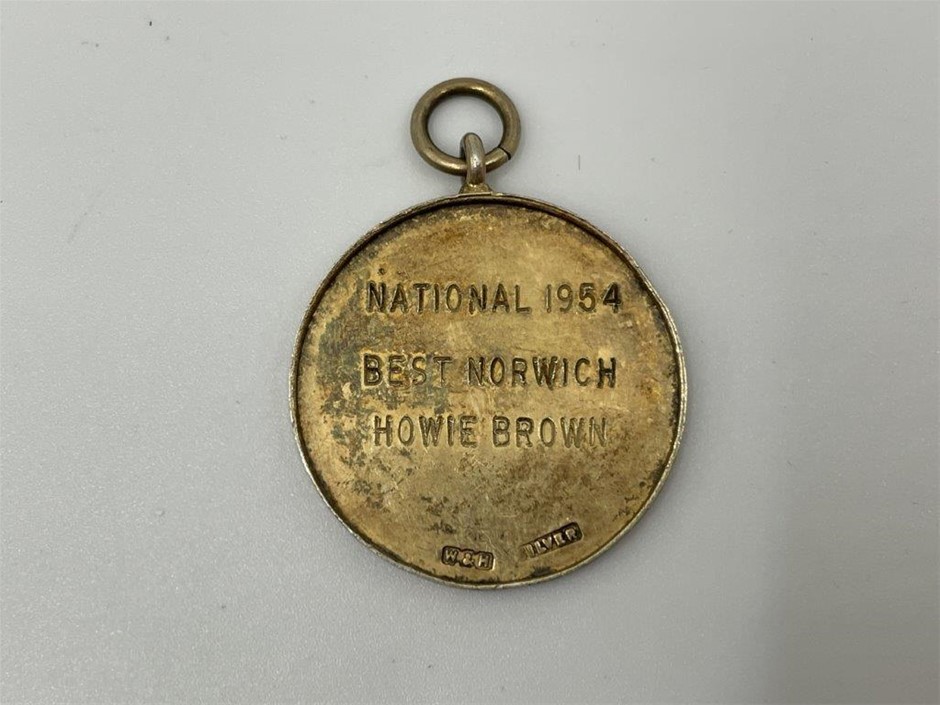 NATIONAL 1954
BEST NORWICH
HOWIE BROWN
W&H SILVER